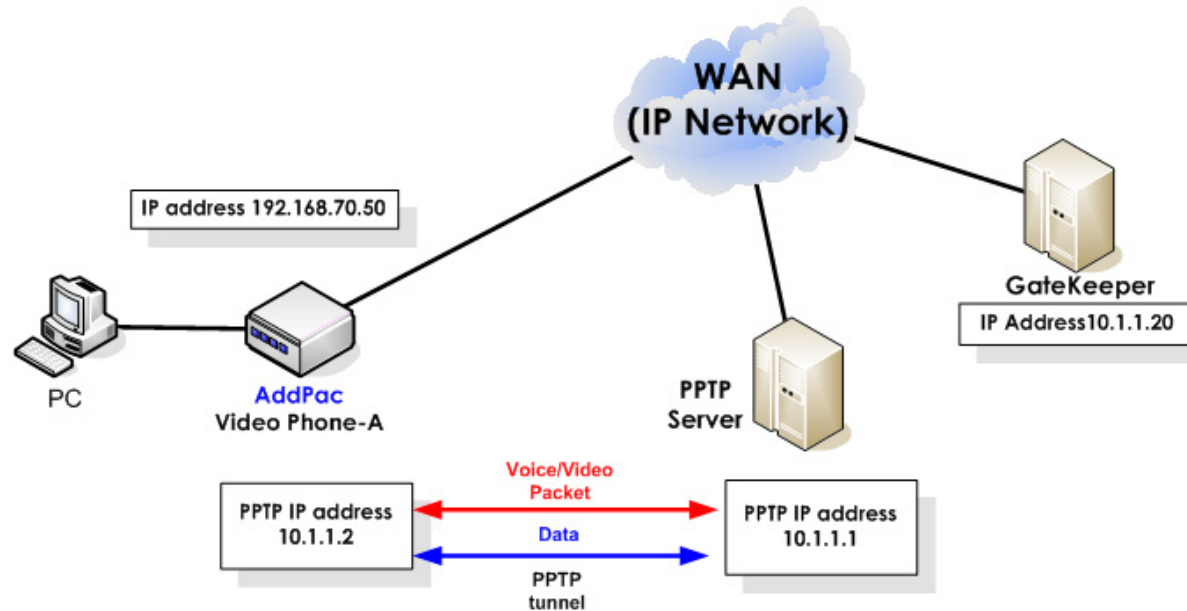 WAN
(IP Network)
IP address 192.168.70.50
GateKeeper
IP Address10.1.1.20
PC
AddPac
Video Phone-A
PPTP
Server
Voice/Video
Packet
PPTP IP address
10.1.1.2
PPTP IP address
10.1.1.1
Data
PPTP
tunnel